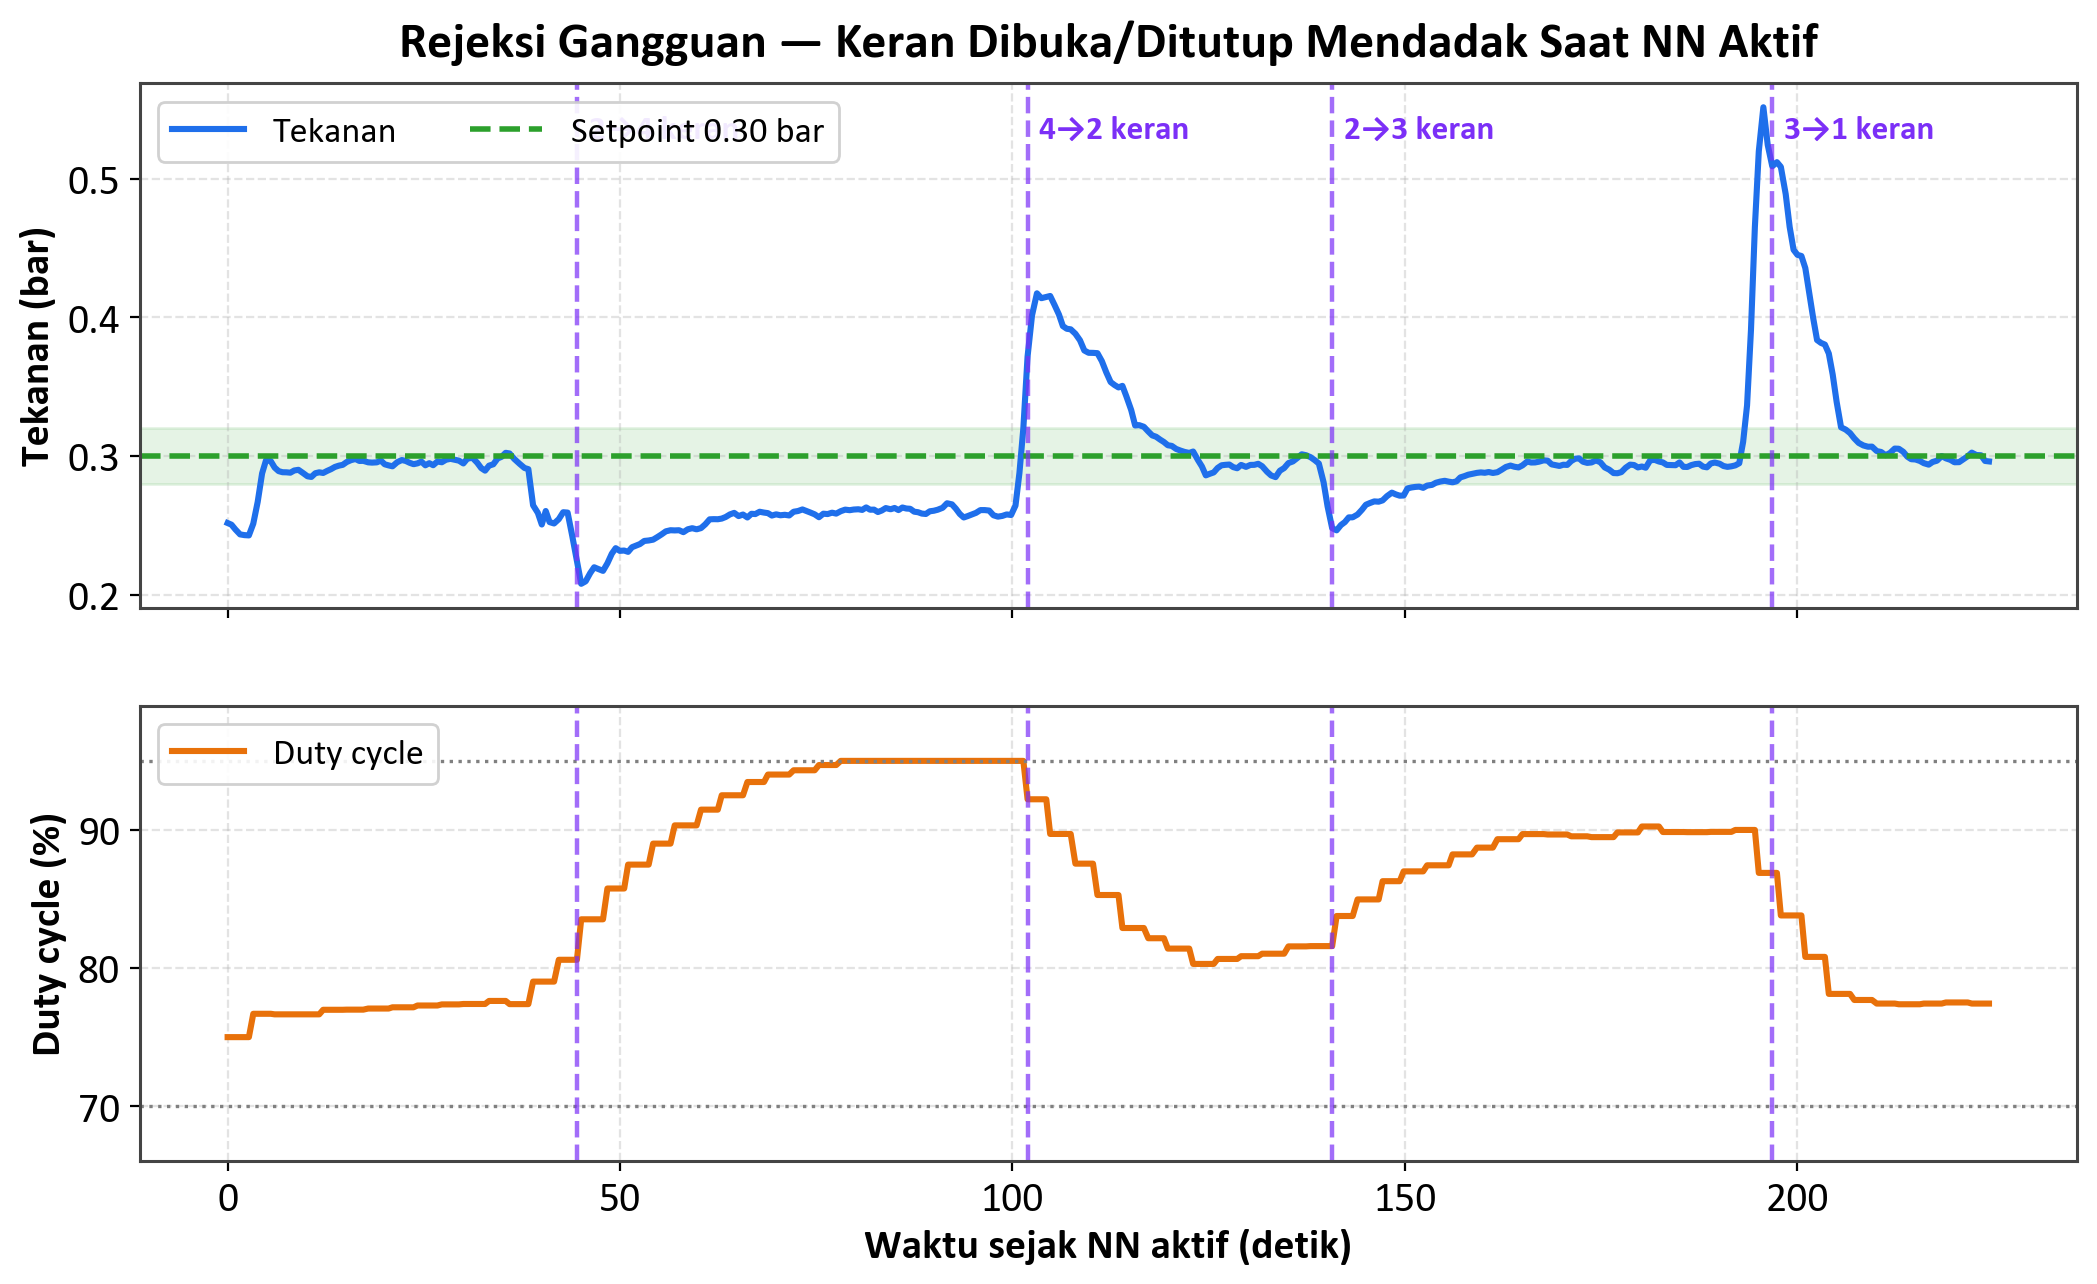 Rejeksi Gangguan — Keran Dibuka/Ditutup Mendadak Saat NN Aktif
Tekanan
Setpoint 0.30 bar
4→2 keran
2→3 keran
3→1 keran
Tekanan (bar)
0.5
0.4
0.3
0.2
Duty cycle
Duty cycle (%)
90
80
70
0
50
100
150
200
Waktu sejak NN aktif (detik)